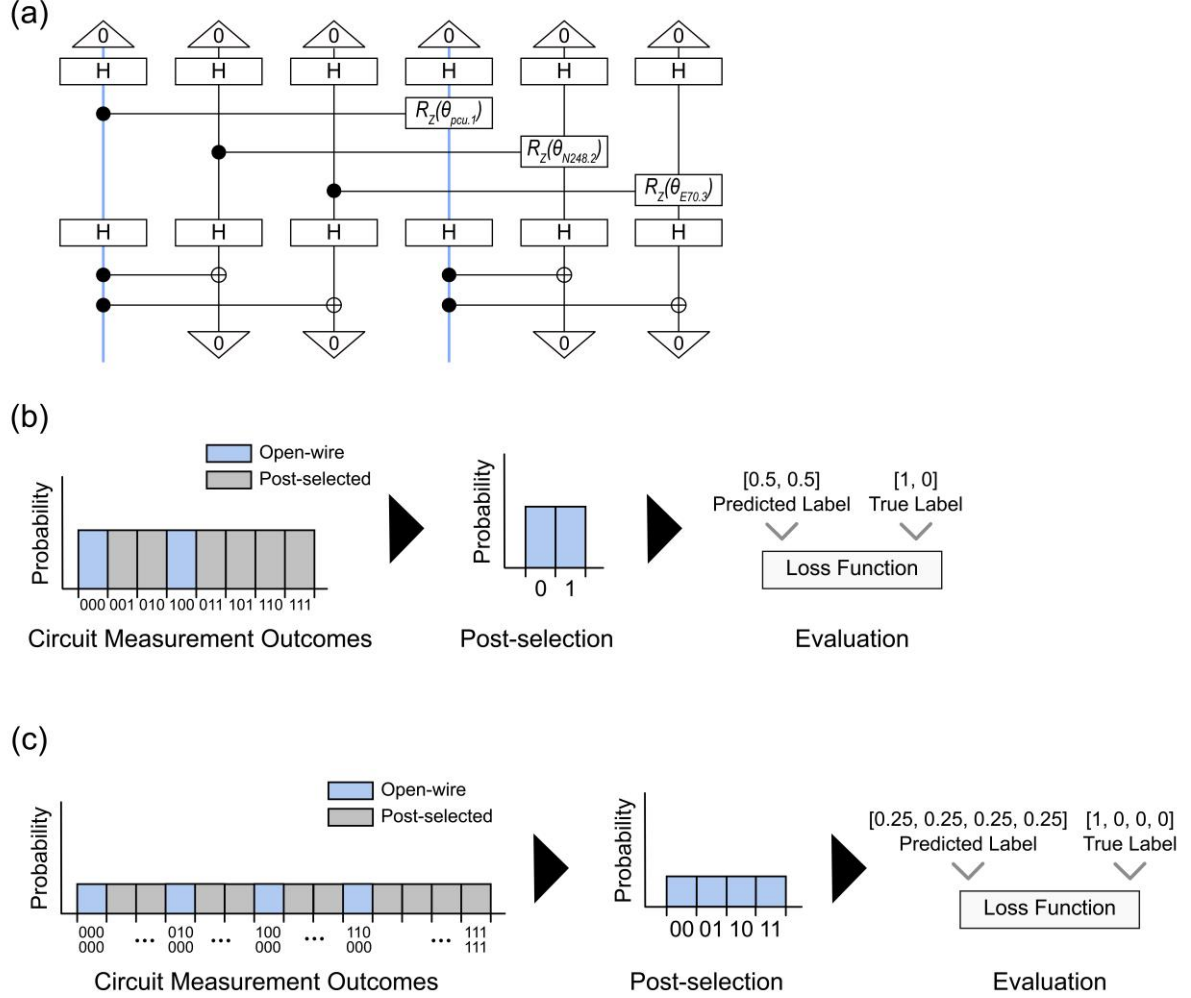 (a)
0 0 0 0 0 0
H H H H H H
R_Z(θ_pcu.1)
R_Z(θ_N248.2)
R_Z(θ_E70.3)
H H H H H H
0 0 0 0
(b)
Open-wire
Post-selected
Probability
000 001 010 100 011 101 110 111
Circuit Measurement Outcomes
Probability
0 1
Post-selection
[0.5, 0.5] [1, 0]
Predicted Label True Label
Loss Function
Evaluation
(c)
Open-wire
Post-selected
Probability
000 ... 010 ... 100 ... 110 ... 111
000 000 000 000 111
Circuit Measurement Outcomes
Probability
00 01 10 11
Post-selection
[0.25, 0.25, 0.25, 0.25] [1, 0, 0, 0]
Predicted Label True Label
Loss Function
Evaluation